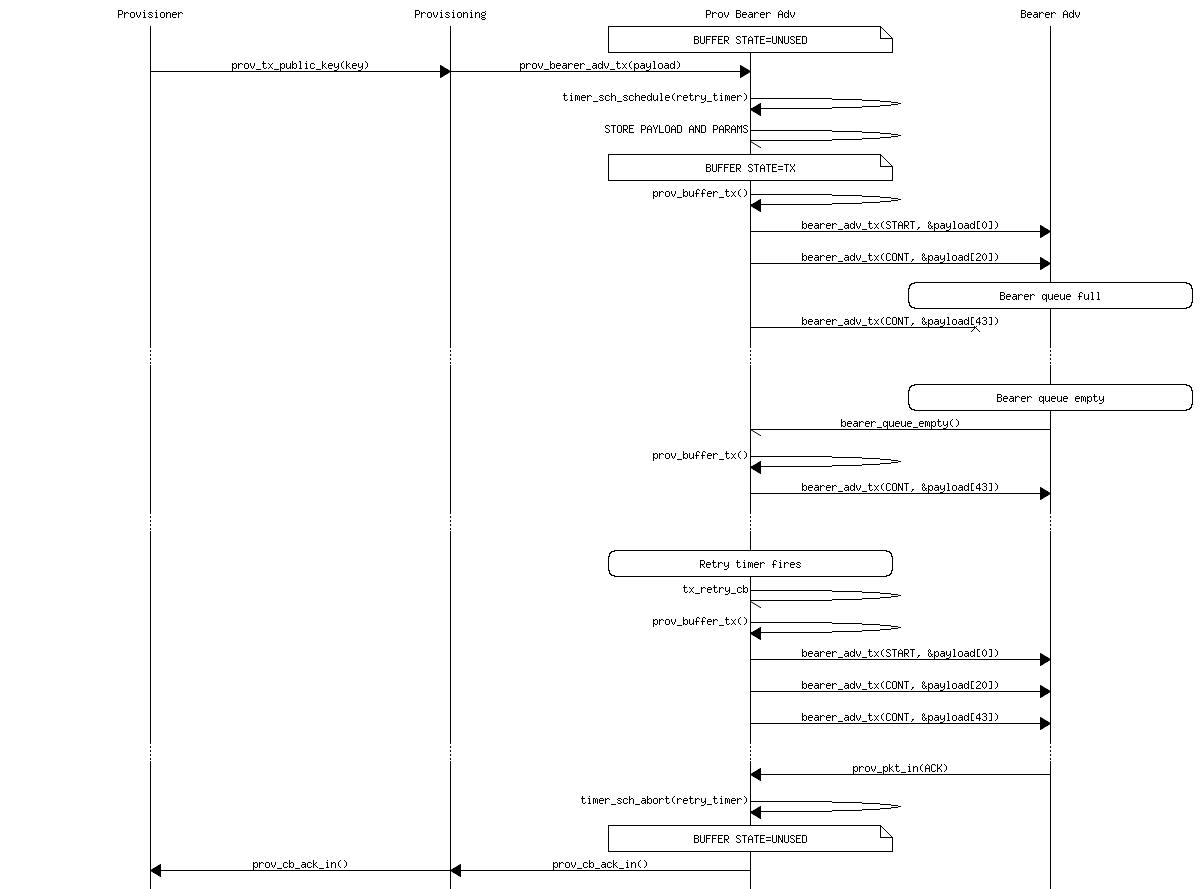 Provisioner
Provisioning
Prov Bearer Adv
Bearer Adv
BUFFER STATE=UNUSED
prov_tx_public_key(key)
prov_bearer_adv_tx(payload)
timer_sch_schedule(retry_timer)
STORE PAYLOAD AND PARAMS
BUFFER STATE=TX
prov_buffer_tx()
bearer_adv_tx(START, &payload[0])
bearer_adv_tx(CONT, &payload[20])
Bearer queue full
bearer_adv_tx(CONT, &payload[43])
Bearer queue empty
bearer_queue_empty()
prov_buffer_tx()
bearer_adv_tx(CONT, &payload[43])
Retry timer fires
tx_retry_cb
prov_buffer_tx()
bearer_adv_tx(START, &payload[0])
bearer_adv_tx(CONT, &payload[20])
bearer_adv_tx(CONT, &payload[43])
prov_pkt_in(ACK)
timer_sch_abort(retry_timer)
BUFFER STATE=UNUSED
prov_cb_ack_in()
prov_cb_ack_in()